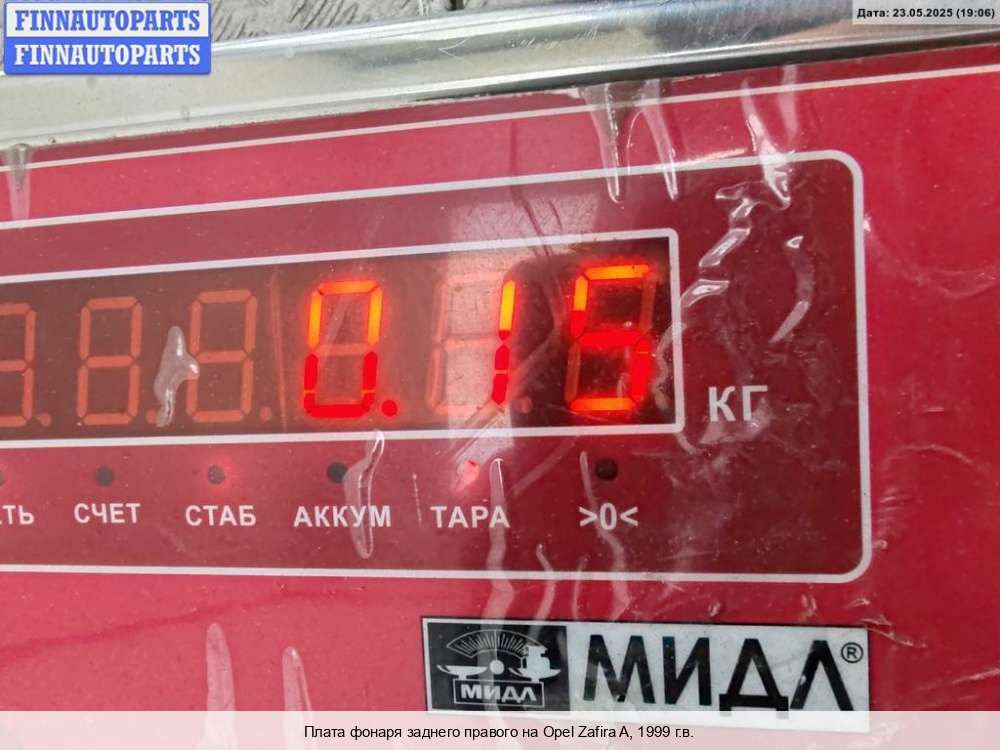 FINNAUTOPARTS
FINNAUTOPARTS
Дата: 23.05.2025 (19:06)
0.15
КГ
СЧЕТ СТАБ АККУМ ТАРА >0<
МИДЛ
МИДЛ®
Плата фонаря заднего правого на Opel Zafira A, 1999 г.в.